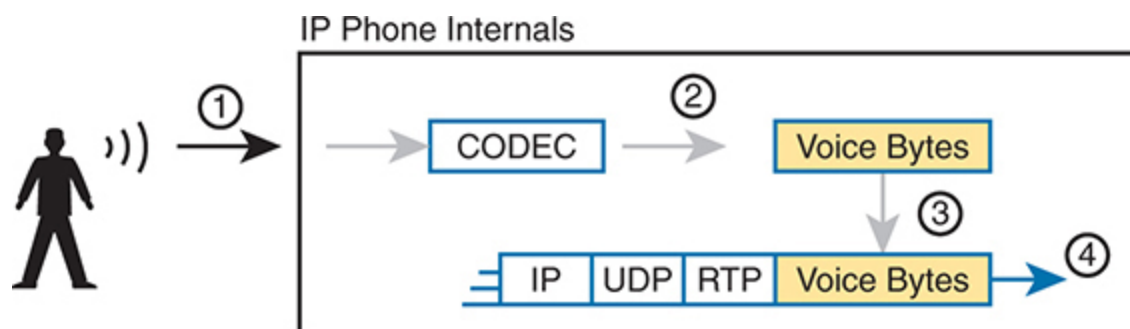 IP Phone Internals
1
2
CODEC
Voice Bytes
3
4
IP UDP RTP Voice Bytes